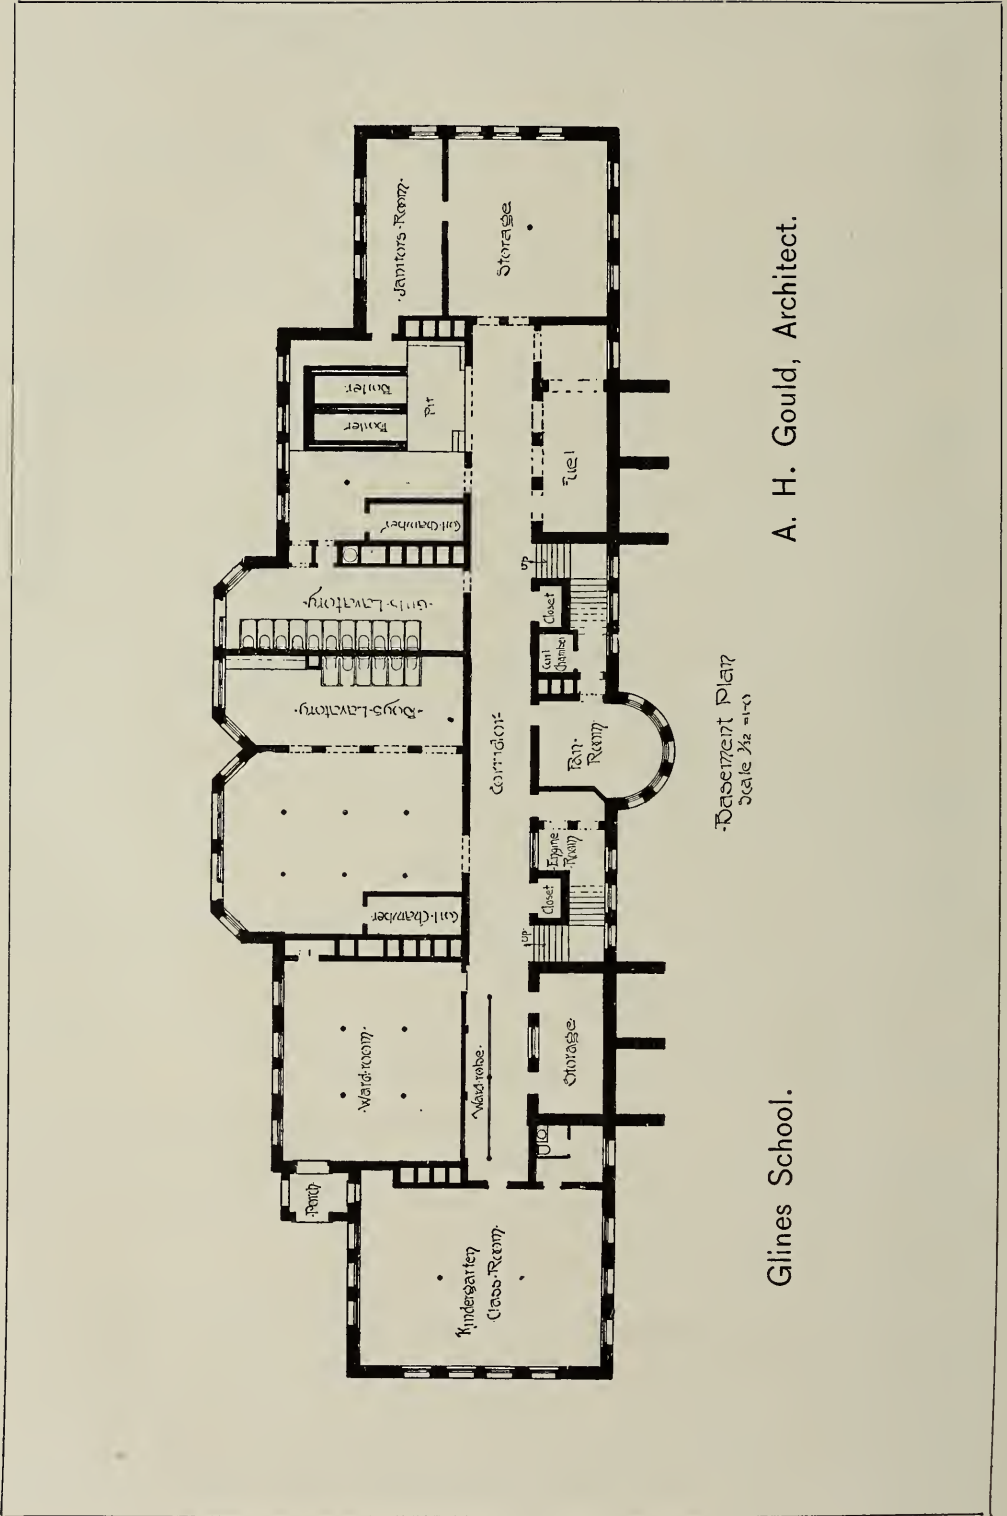 ·Janitors·Room·
Storage
Boiler
Boiler
Pit
Fuel
Coil·Chamber
·Girls·Lavatory·
Up
Closet
Coil
Chamber
·Boys·Lavatory·
Corridor
Fan·
Room
·Engine
·Room
Closet
Coil·Chamber
Up
·Ward·room·
Ward·robe·
Storage·
·Porch·
Kindergarten
Class·Room·
·Basement Plan
Scale 1/12 =1-0
Glines School.
A. H. Gould, Architect.